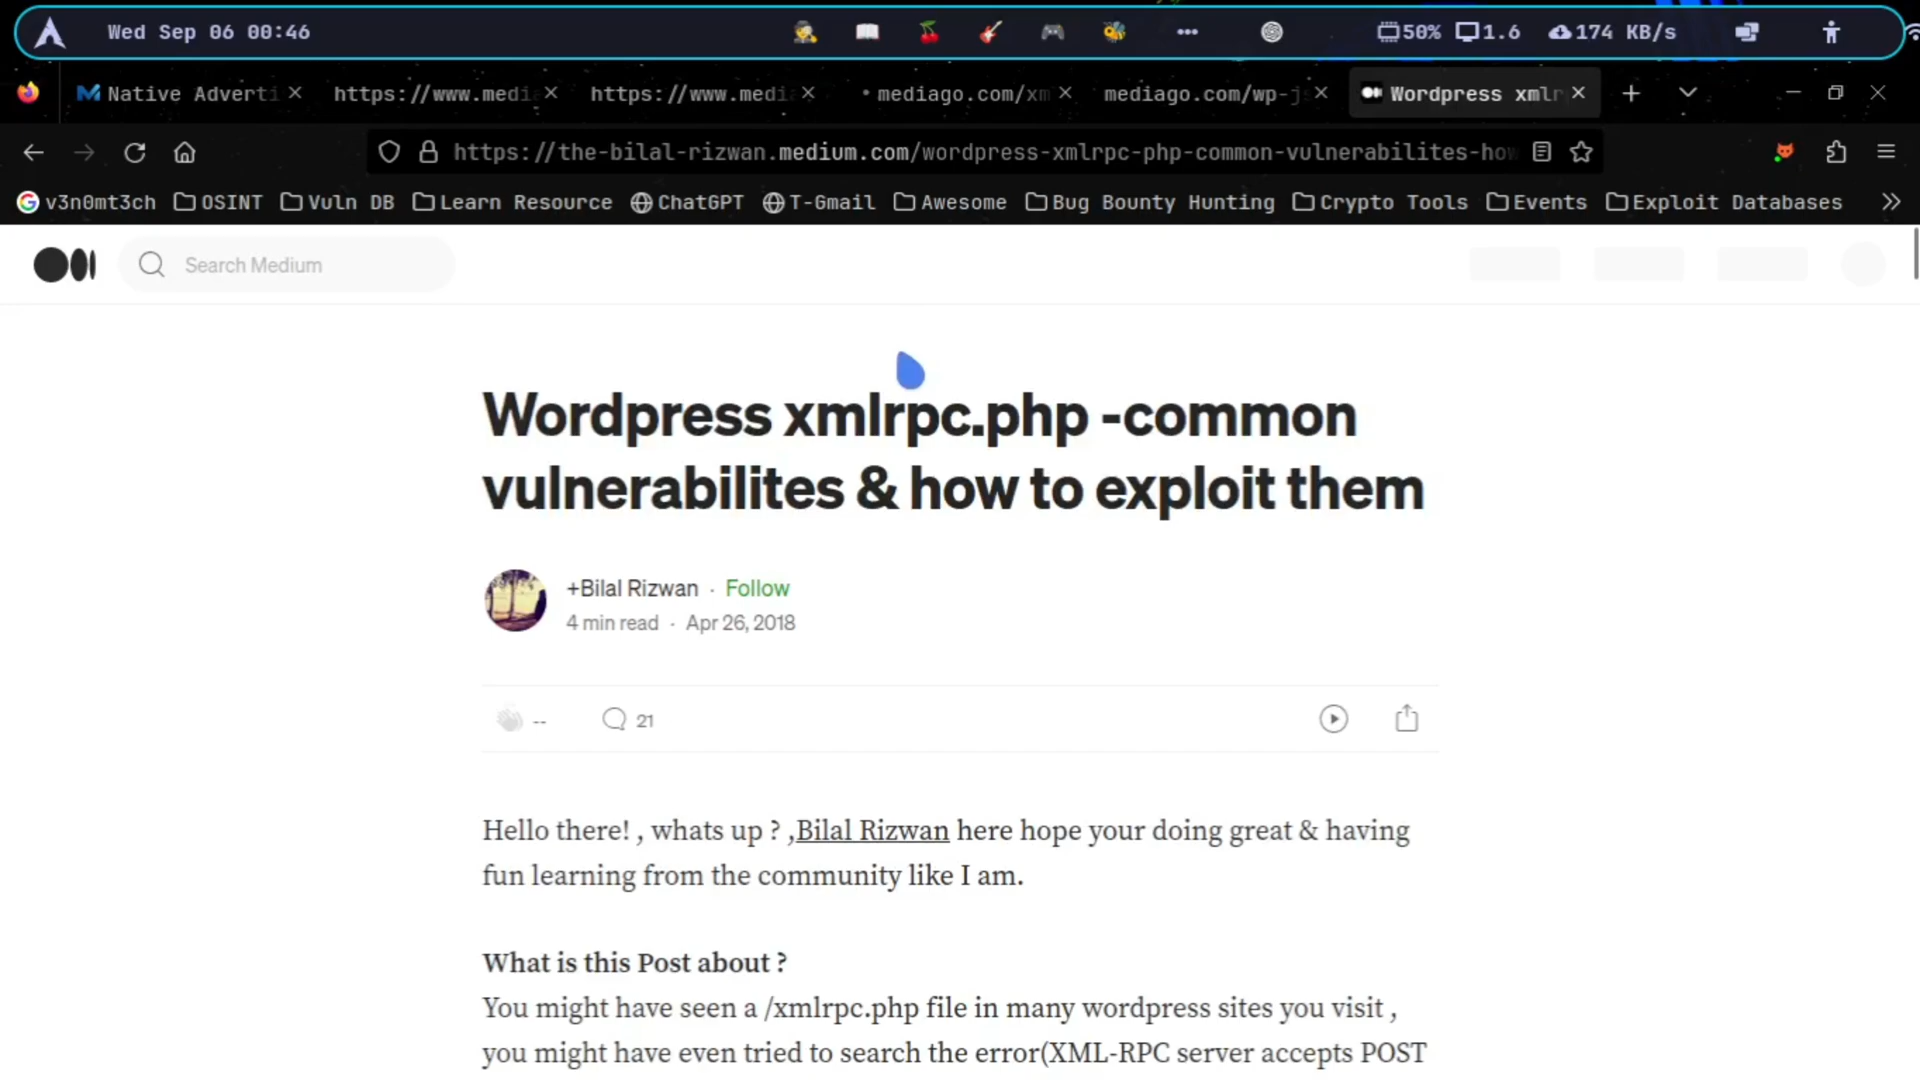 Wed Sep 06 00:46
50%
1.6
174 KB/s
Native Adverti
https://www.medi
https://www.medi
mediago.com/xm
mediago.com/wp-j
Wordpress xmlr
https://the-bilal-rizwan.medium.com/wordpress-xmlrpc-php-common-vulnerabilites-how
v3n0mt3ch
OSINT
Vuln DB
Learn Resource
ChatGPT
T-Gmail
Awesome
Bug Bounty Hunting
Crypto Tools
Events
Exploit Databases
Search Medium
Wordpress xmlrpc.php -common
vulnerabilites & how to exploit them
+Bilal Rizwan · Follow
4 min read · Apr 26, 2018
--
21
Hello there! , whats up ? ,Bilal Rizwan here hope your doing great & having
fun learning from the community like I am.
What is this Post about ?
You might have seen a /xmlrpc.php file in many wordpress sites you visit ,
you might have even tried to search the error(XML-RPC server accepts POST